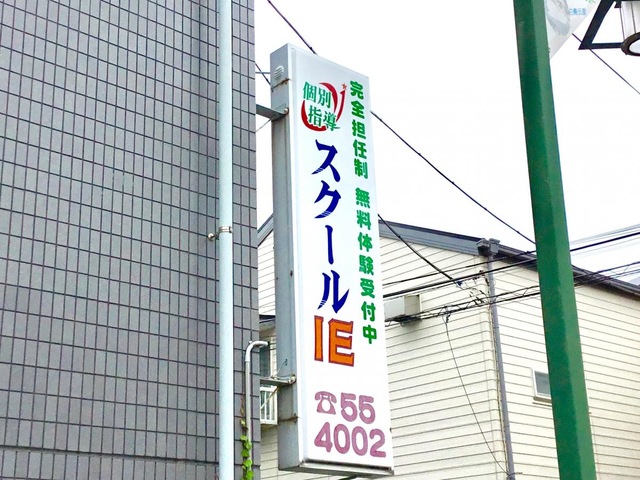 完全担任制 無料体験受付中
個別
指導
スクール
IE
☎55
4002